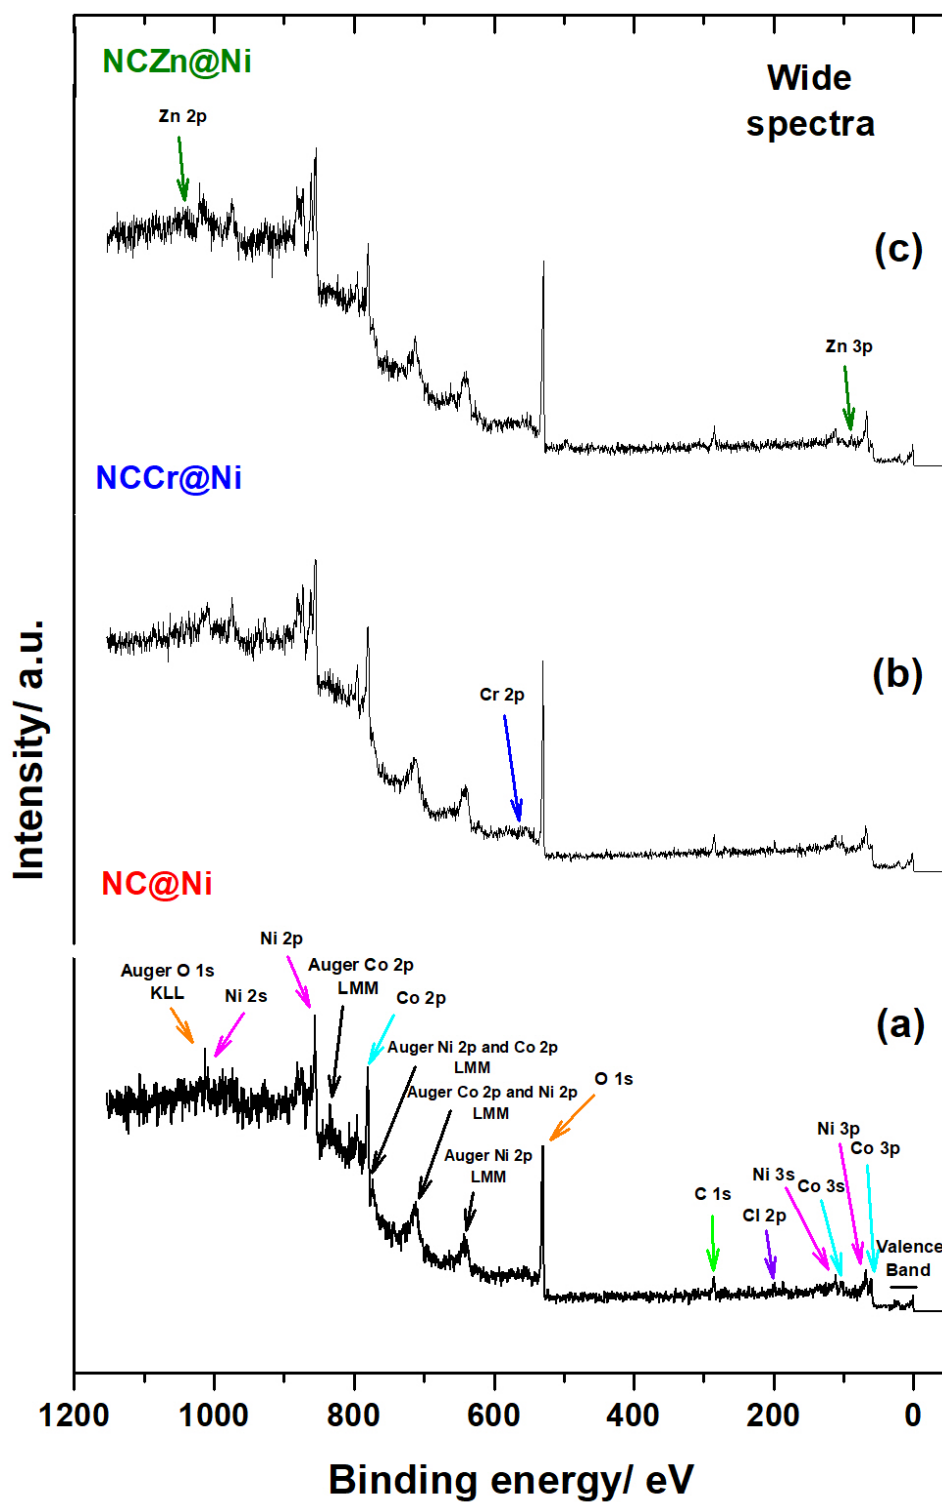 NCZn@Ni
Wide
spectra
Zn 2p
(c)
Zn 3p
NCCr@Ni
(b)
Cr 2p
NC@Ni
Ni 2p
Auger O 1s
KLL
Ni 2s
Auger Co 2p
LMM
Co 2p
(a)
Auger Ni 2p and Co 2p
LMM
Auger Co 2p and Ni 2p
LMM
O 1s
Auger Ni 2p
LMM
C 1s
Cl 2p
Ni 3s
Co 3s
Ni 3p
Co 3p
Valence
Band
Intensity/ a.u.
1200 1000 800 600 400 200 0
Binding energy/ eV